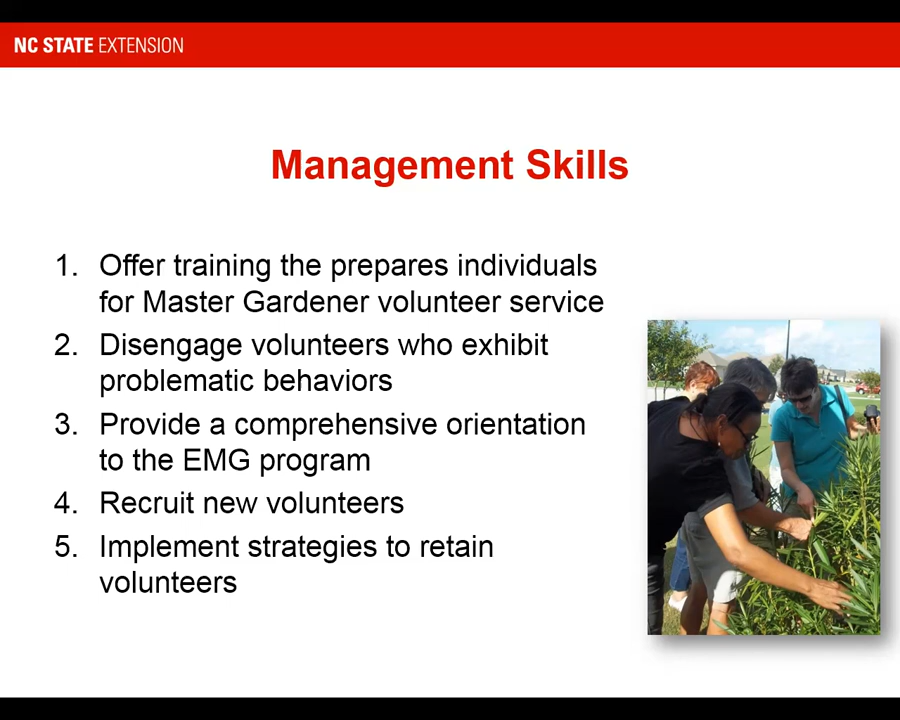 NC STATE EXTENSION
Management Skills
1. Offer training the prepares individuals
for Master Gardener volunteer service
2. Disengage volunteers who exhibit
problematic behaviors
3. Provide a comprehensive orientation
to the EMG program
4. Recruit new volunteers
5. Implement strategies to retain
volunteers